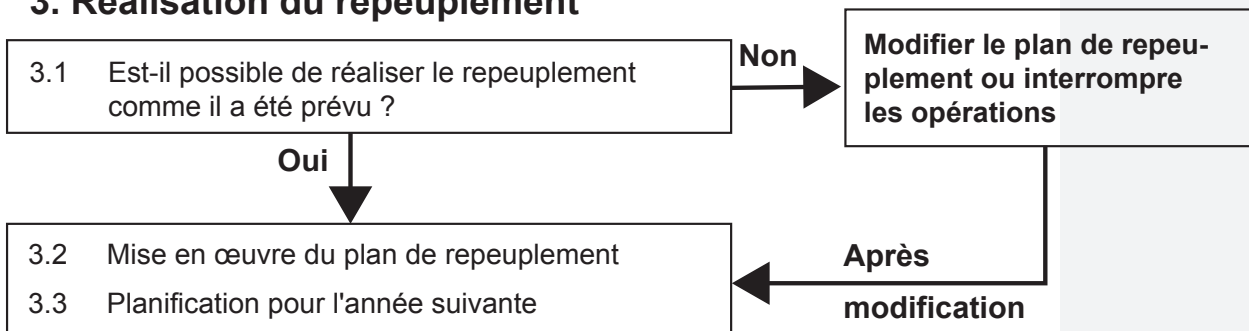 3. Réalisation du repeuplement
3.1 Est-il possible de réaliser le repeuplement
comme il a été prévu ?
Non
Modifier le plan de repeu-
plement ou interrompre
les opérations
Oui
3.2 Mise en œuvre du plan de repeuplement
3.3 Planification pour l'année suivante
Après
modification